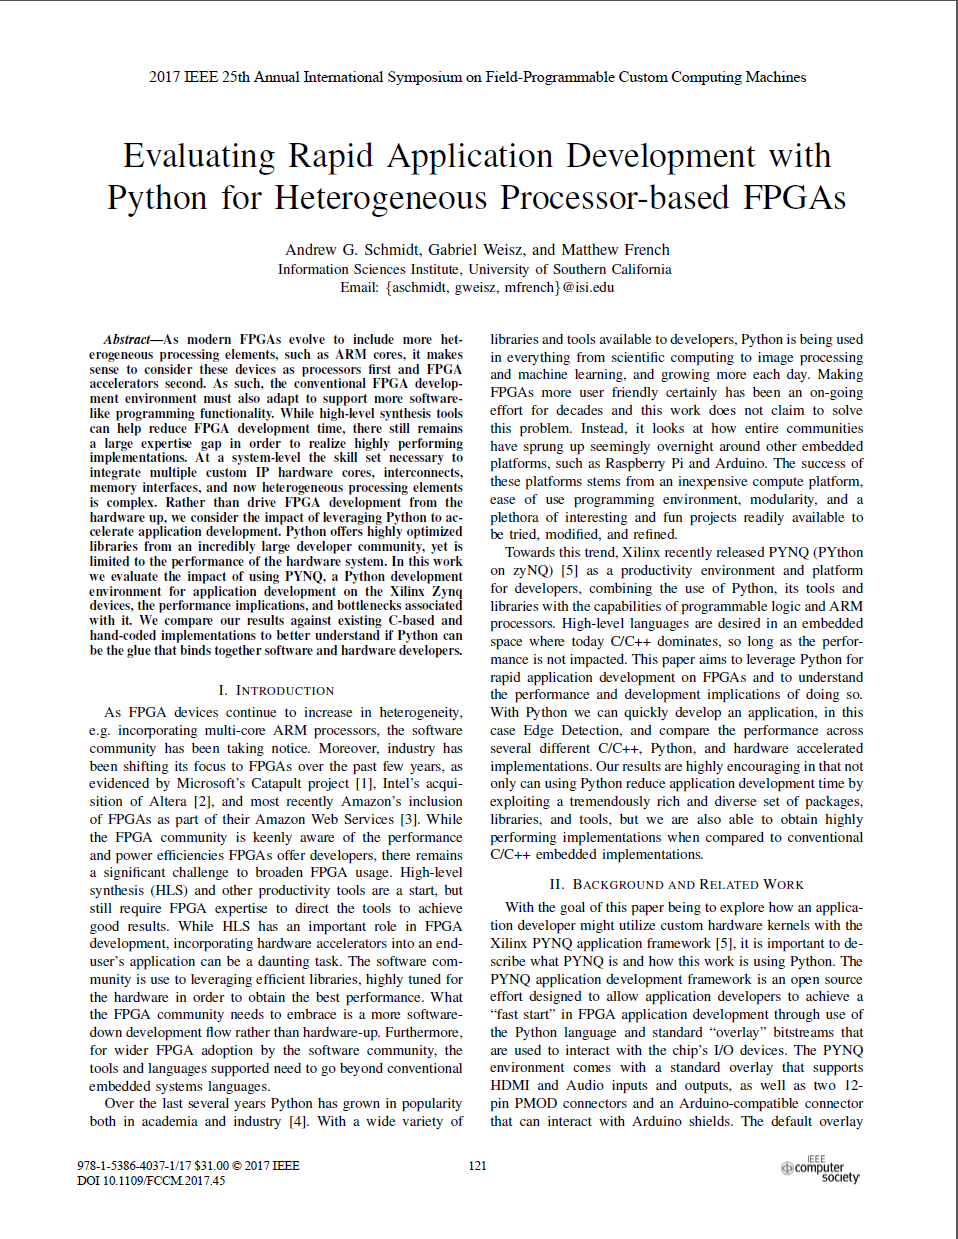 2017 IEEE 25th Annual International Symposium on Field-Programmable Custom Computing Machines
Evaluating Rapid Application Development with
Python for Heterogeneous Processor-based FPGAs
Andrew G. Schmidt, Gabriel Weisz, and Matthew French
Information Sciences Institute, University of Southern California
Email: {aschmidt, gweisz, mfrench}@isi.edu
Abstract—As modern FPGAs evolve to include more het-
erogeneous processing elements, such as ARM cores, it makes
sense to consider these devices as processors first and FPGA
accelerators second. As such, the conventional FPGA develop-
ment environment must also adapt to support more software-
like programming functionality. While high-level synthesis tools
can help reduce FPGA development time, there still remains
a large expertise gap in order to realize highly performing
implementations. At a system-level the skill set necessary to
integrate multiple custom IP hardware cores, interconnects,
memory interfaces, and now heterogeneous processing elements
is complex. Rather than drive FPGA development from the
hardware up, we consider the impact of leveraging Python to ac-
celerate application development. Python offers highly optimized
libraries from an incredibly large developer community, yet is
limited to the performance of the hardware system. In this work
we evaluate the impact of using PYNQ, a Python development
environment for application development on the Xilinx Zynq
devices, the performance implications, and bottlenecks associated
with it. We compare our results against existing C-based and
hand-coded implementations to better understand if Python can
be the glue that binds together software and hardware developers.
I. INTRODUCTION
As FPGA devices continue to increase in heterogeneity,
e.g. incorporating multi-core ARM processors, the software
community has been taking notice. Moreover, industry has
been shifting its focus to FPGAs over the past few years, as
evidenced by Microsoft's Catapult project [1], Intel's acqui-
sition of Altera [2], and most recently Amazon's inclusion
of FPGAs as part of their Amazon Web Services [3]. While
the FPGA community is keenly aware of the performance
and power efficiencies FPGAs offer developers, there remains
a significant challenge to broaden FPGA usage. High-level
synthesis (HLS) and other productivity tools are a start, but
still require FPGA expertise to direct the tools to achieve
good results. While HLS has an important role in FPGA
development, incorporating hardware accelerators into an end-
user's application can be a daunting task. The software com-
munity is use to leveraging efficient libraries, highly tuned for
the hardware in order to obtain the best performance. What
the FPGA community needs to embrace is a more software-
down development flow rather than hardware-up. Furthermore,
for wider FPGA adoption by the software community, the
tools and languages supported need to go beyond conventional
embedded systems languages.
Over the last several years Python has grown in popularity
both in academia and industry [4]. With a wide variety of
libraries and tools available to developers, Python is being used
in everything from scientific computing to image processing
and machine learning, and growing more each day. Making
FPGAs more user friendly certainly has been an on-going
effort for decades and this work does not claim to solve
this problem. Instead, it looks at how entire communities
have sprung up seemingly overnight around other embedded
platforms, such as Raspberry Pi and Arduino. The success of
these platforms stems from an inexpensive compute platform,
ease of use programming environment, modularity, and a
plethora of interesting and fun projects readily available to
be tried, modified, and refined.
Towards this trend, Xilinx recently released PYNQ (PYthon
on zyNQ) [5] as a productivity environment and platform
for developers, combining the use of Python, its tools and
libraries with the capabilities of programmable logic and ARM
processors. High-level languages are desired in an embedded
space where today C/C++ dominates, so long as the perfor-
mance is not impacted. This paper aims to leverage Python for
rapid application development on FPGAs and to understand
the performance and development implications of doing so.
With Python we can quickly develop an application, in this
case Edge Detection, and compare the performance across
several different C/C++, Python, and hardware accelerated
implementations. Our results are highly encouraging in that not
only can using Python reduce application development time by
exploiting a tremendously rich and diverse set of packages,
libraries, and tools, but we are also able to obtain highly
performing implementations when compared to conventional
C/C++ embedded implementations.
II. BACKGROUND AND RELATED WORK
With the goal of this paper being to explore how an applica-
tion developer might utilize custom hardware kernels with the
Xilinx PYNQ application framework [5], it is important to de-
scribe what PYNQ is and how this work is using Python. The
PYNQ application development framework is an open source
effort designed to allow application developers to achieve a
“fast start” in FPGA application development through use of
the Python language and standard “overlay” bitstreams that
are used to interact with the chip's I/O devices. The PYNQ
environment comes with a standard overlay that supports
HDMI and Audio inputs and outputs, as well as two 12-
pin PMOD connectors and an Arduino-compatible connector
that can interact with Arduino shields. The default overlay
978-1-5386-4037-1/17 $31.00 © 2017 IEEE
DOI 10.1109/FCCM.2017.45
121
IEEE
computer
society